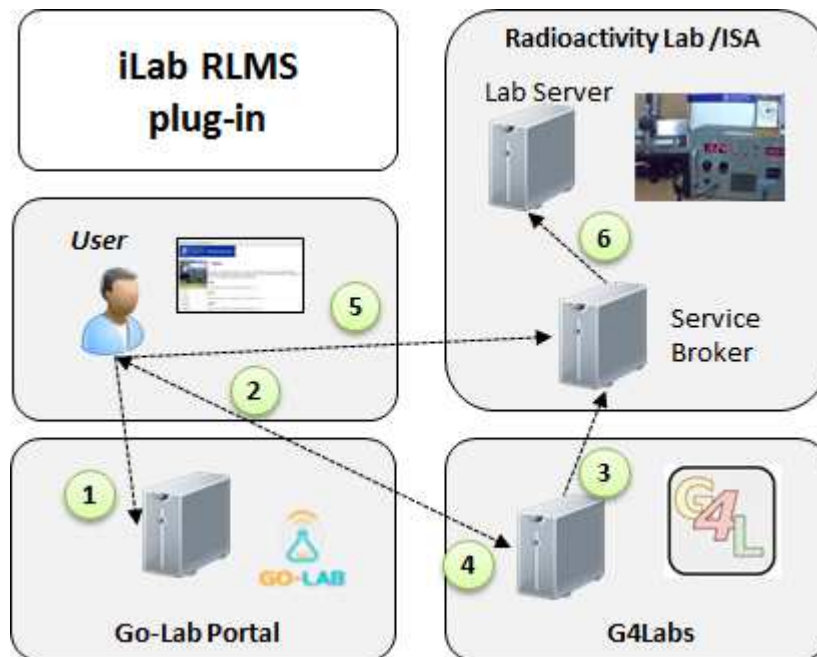 iLab RLMS
plug-in
Radioactivity Lab /ISA
Lab Server
6
User
5
Service
Broker
2
1
3
4
GO-LAB
G4L
Go-Lab Portal
G4Labs